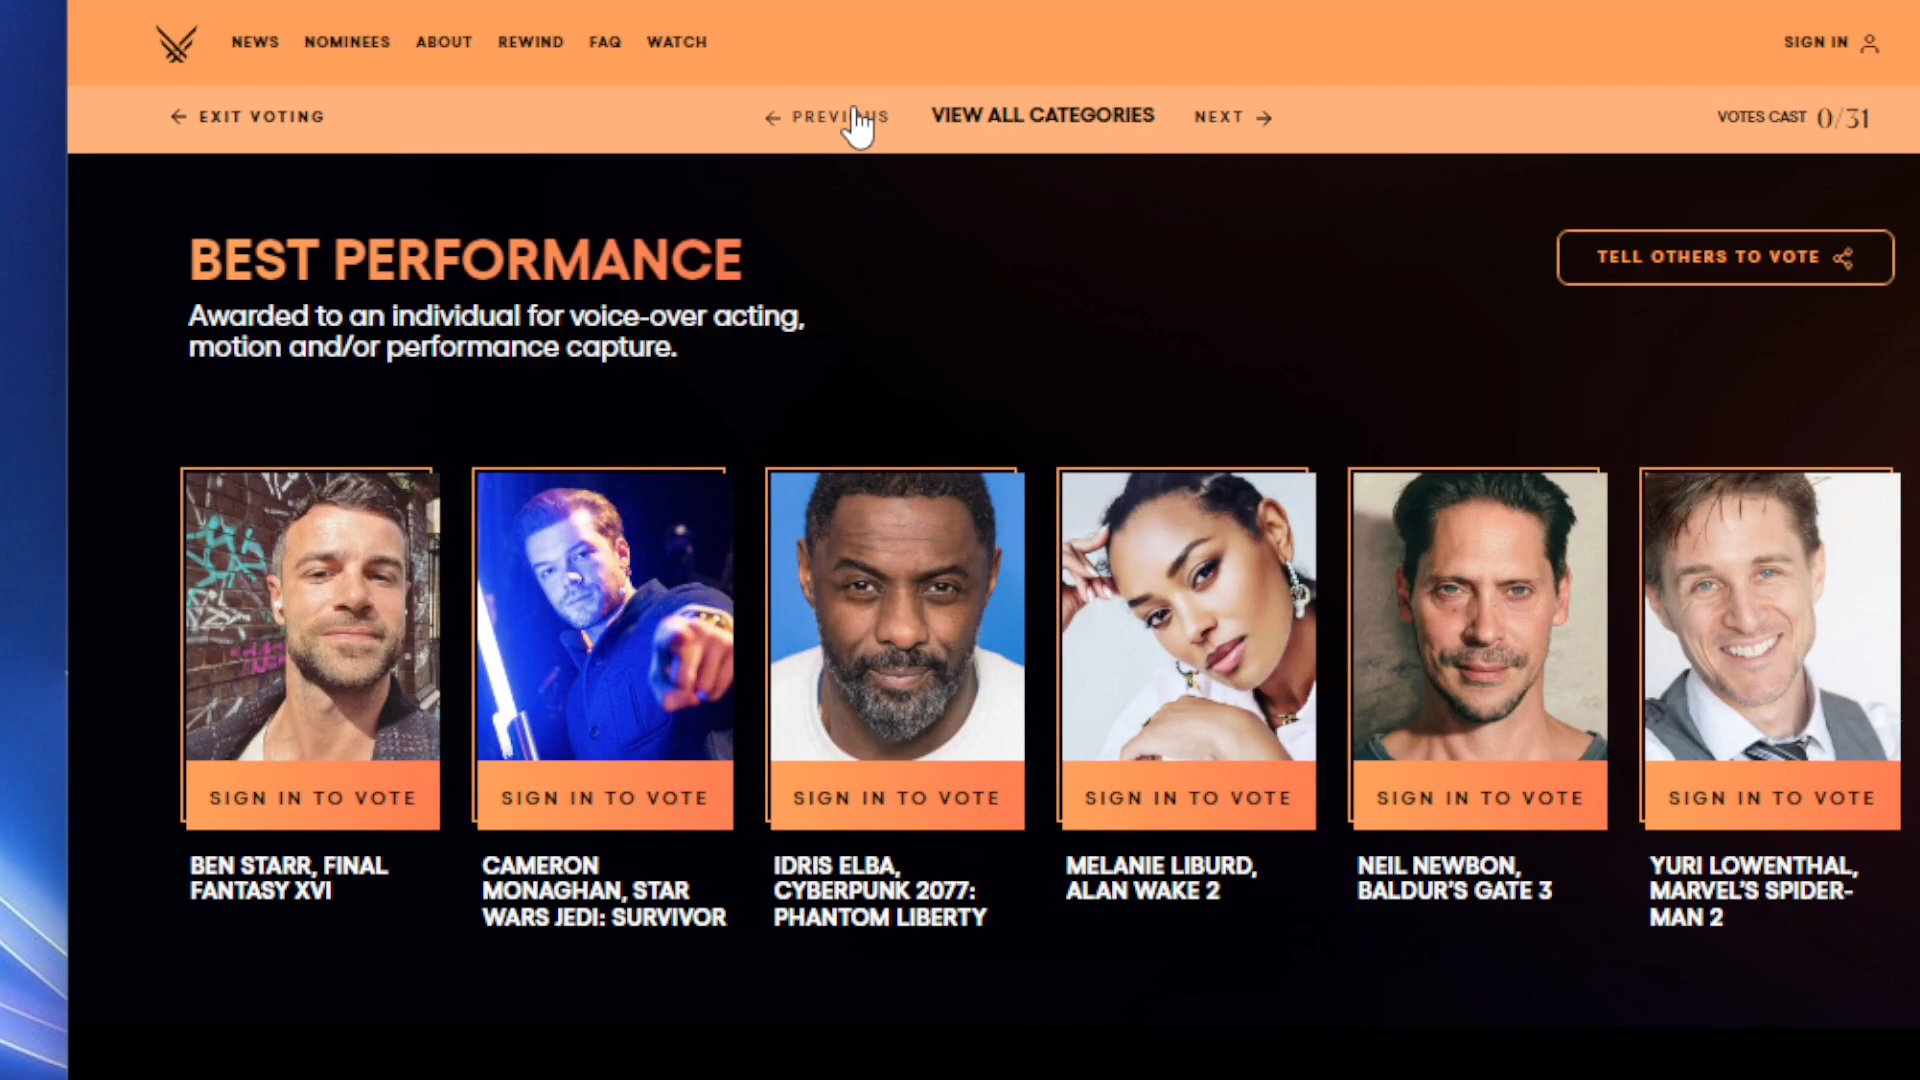 NEWS NOMINEES ABOUT REWIND FAQ WATCH SIGN IN
EXIT VOTING PREVIOUS VIEW ALL CATEGORIES NEXT VOTES CAST 0/31
BEST PERFORMANCE
TELL OTHERS TO VOTE
Awarded to an individual for voice-over acting,
motion and/or performance capture.
SIGN IN TO VOTE SIGN IN TO VOTE SIGN IN TO VOTE SIGN IN TO VOTE SIGN IN TO VOTE SIGN IN TO VOTE
BEN STARR, FINAL
FANTASY XVI
CAMERON
MONAGHAN, STAR
WARS JEDI: SURVIVOR
IDRIS ELBA,
CYBERPUNK 2077:
PHANTOM LIBERTY
MELANIE LIBURD,
ALAN WAKE 2
NEIL NEWBON,
BALDUR'S GATE 3
YURI LOWENTHAL,
MARVEL'S SPIDER-
MAN 2